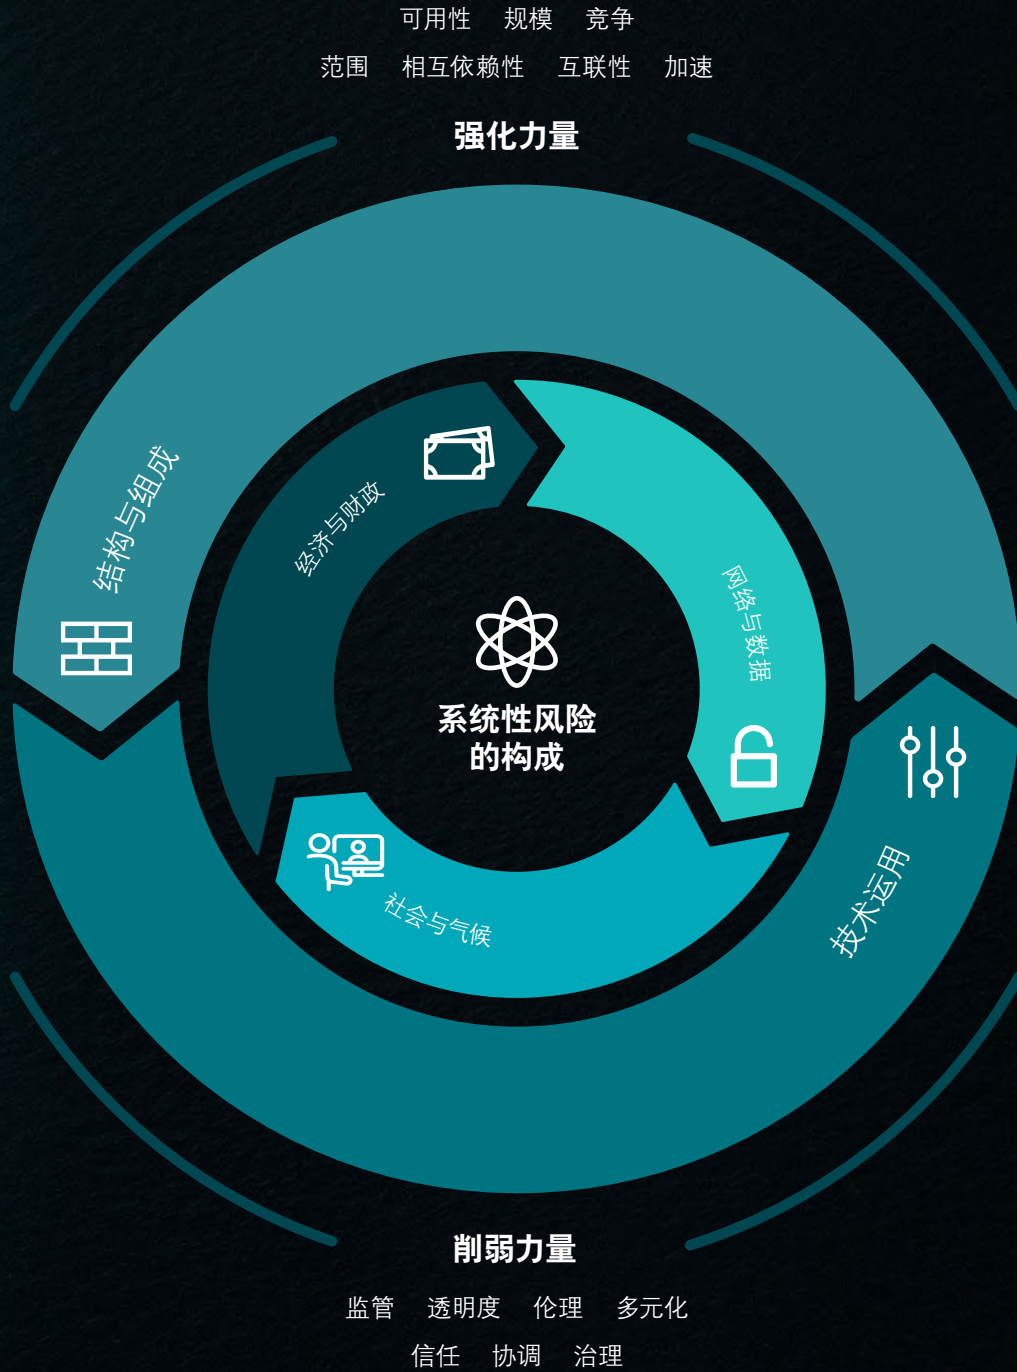 可用性 规模 竞争
范围 相互依赖性 互联性 加速
强化力量
结构与组成
经济与财政
网络与数据
系统性风险
的构成
技术运用
社会与气候
削弱力量
监管 透明度 伦理 多元化
信任 协调 治理